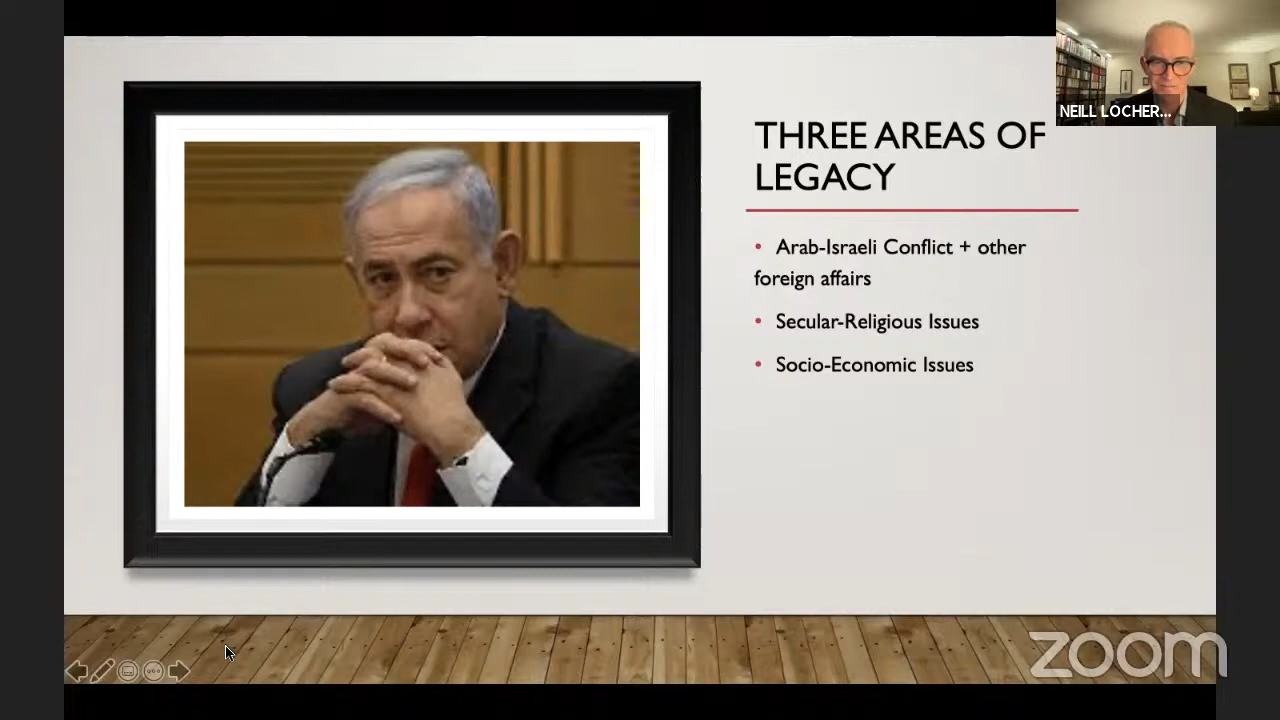 NEILL LOCHER...
THREE AREAS OF
LEGACY
• Arab-Israeli Conflict + other
foreign affairs
• Secular-Religious Issues
• Socio-Economic Issues
zoom